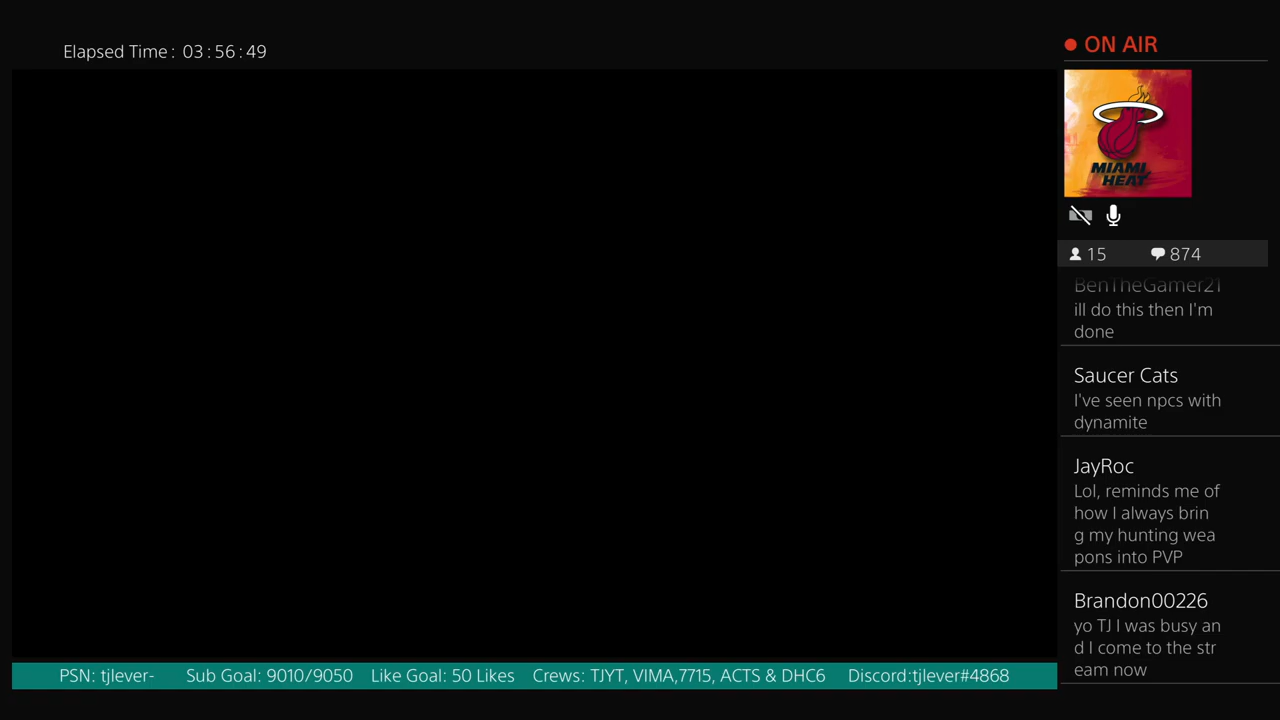 Elapsed Time: 03:56:49
ON AIR
MIAMI
HEAT
15 874
BenTheGamer21
ill do this then I'm
done
Saucer Cats
I've seen npcs with
dynamite
JayRoc
Lol, reminds me of
how I always brin
g my hunting wea
pons into PVP
Brandon00226
yo TJ I was busy an
d I come to the str
eam now
PSN: tjlever- Sub Goal: 9010/9050 Like Goal: 50 Likes Crews: TJYT, VIMA,7715, ACTS & DHC6 Discord:tjlever#4868